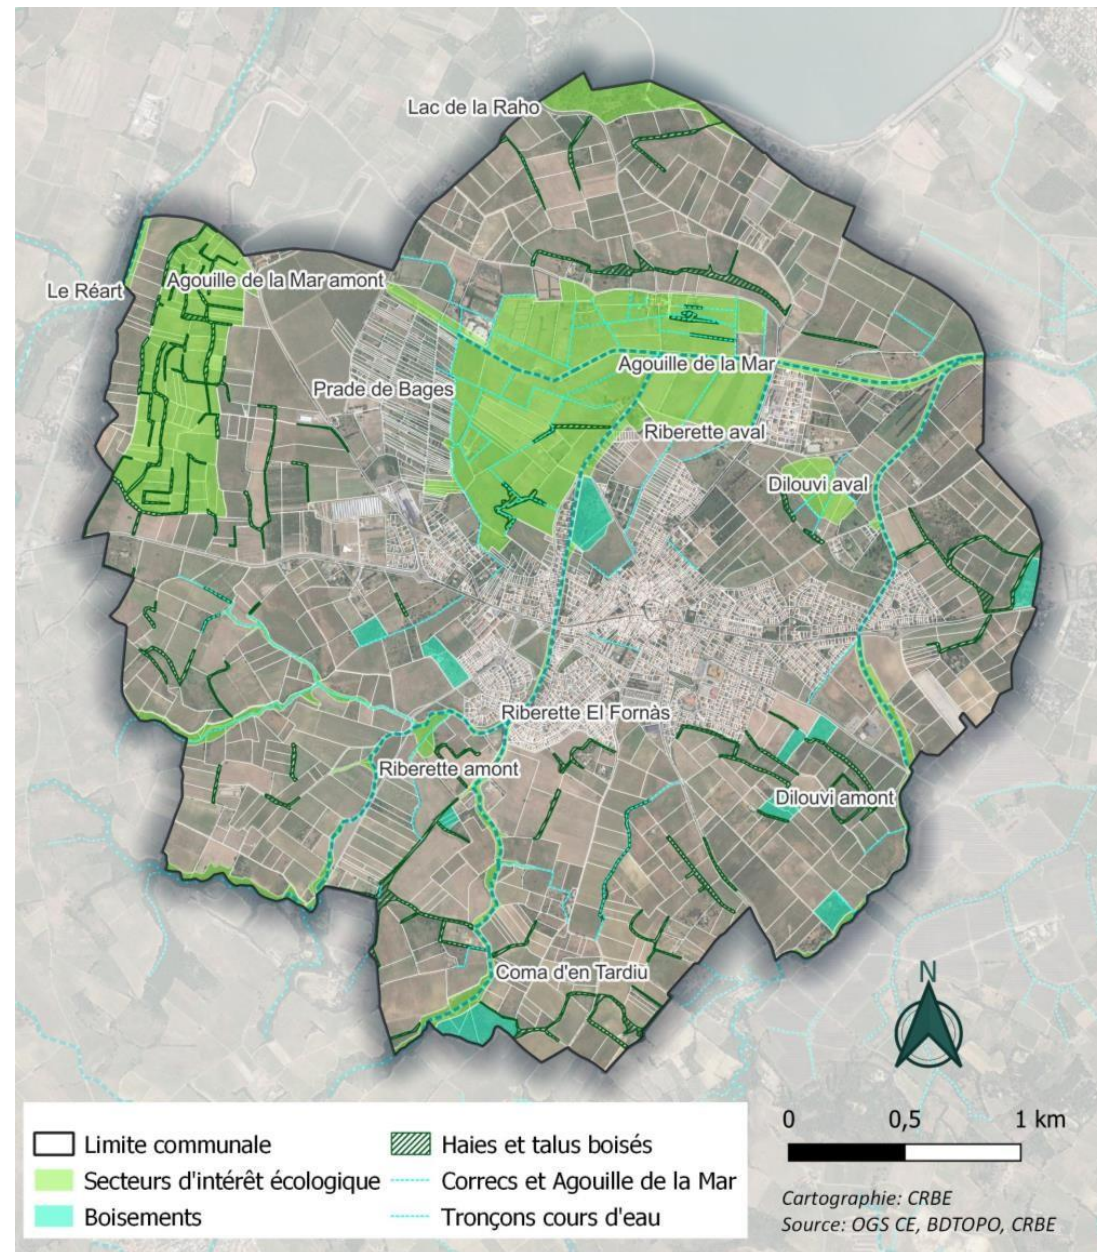 Lac de la Raho
Le Réart
Agouille de la Mar amont
Prade de Bages
Agouille de la Mar
Riberette aval
Dilouvi aval
Riberette El Fornàs
Riberette amont
Dilouvi amont
Coma d'en Tardiu
N
Limite communale
Secteurs d'intérêt écologique
Boisements
Haies et talus boisés
Correcs et Agouille de la Mar
Tronçons cours d'eau
0 0,5 1 km
Cartographie: CRBE
Source: OGS CE, BDTOPO, CRBE